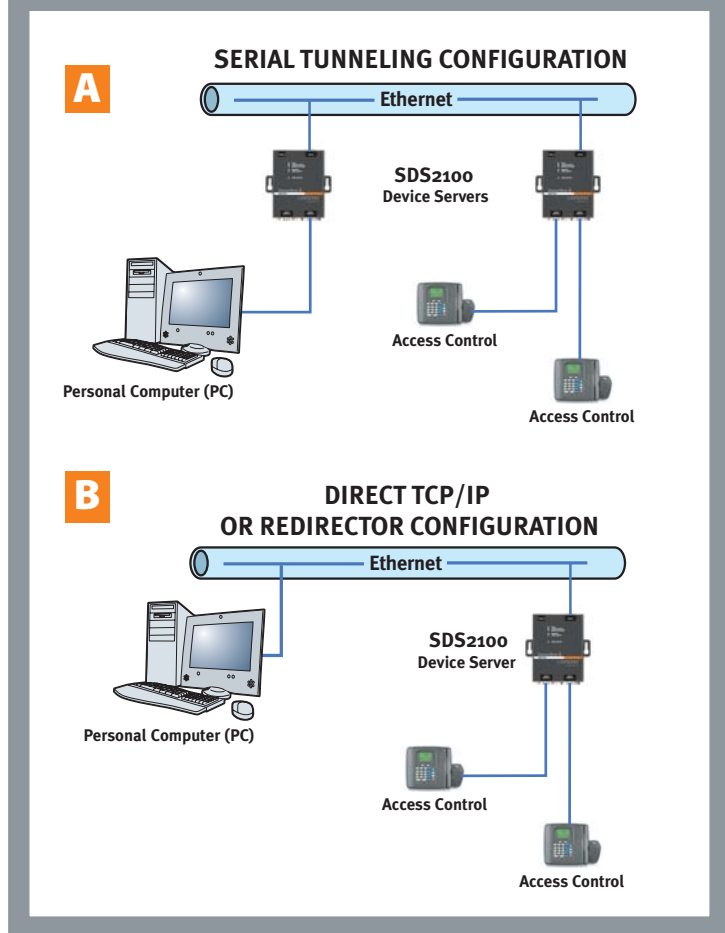 A
SERIAL TUNNELING CONFIGURATION
Ethernet
SDS2100
Device Servers
Access Control
Personal Computer (PC)
Access Control
B
DIRECT TCP/IP
OR REDIRECTOR CONFIGURATION
Ethernet
SDS2100
Device Server
Personal Computer (PC)
Access Control
Access Control